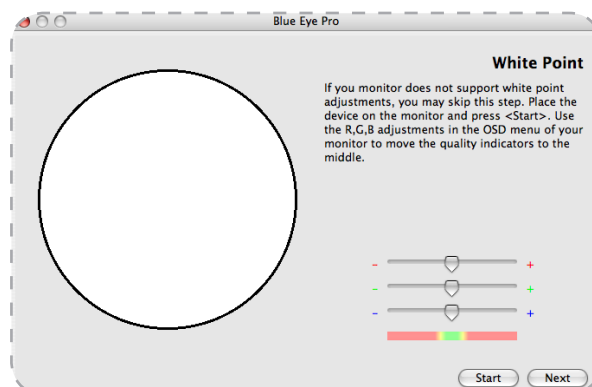 Blue Eye Pro
White Point
If you monitor does not support white point
adjustments, you may skip this step. Place the
device on the monitor and press <Start>. Use
the R,G,B adjustments in the OSD menu of your
monitor to move the quality indicators to the
middle.
- +
- +
- +
Start Next